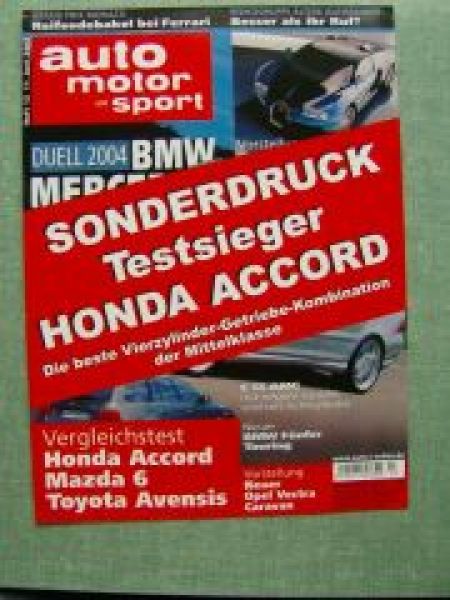 Reifendebakel bei Ferrari
Besser als ihr Ruf?
auto
motor
sport
DUELL 2004 BMW
SONDERDRUCK
Testsieger
HONDA ACCORD
Die beste Vierzylinder-Getriebe-Kombination
der Mittelklasse
Vergleichstest
Honda Accord
Mazda 6
Toyota Avensis
Neuer
BMW Fünfer
Touring
Vorstellung
Neuer
Opel Vectra
Caravan